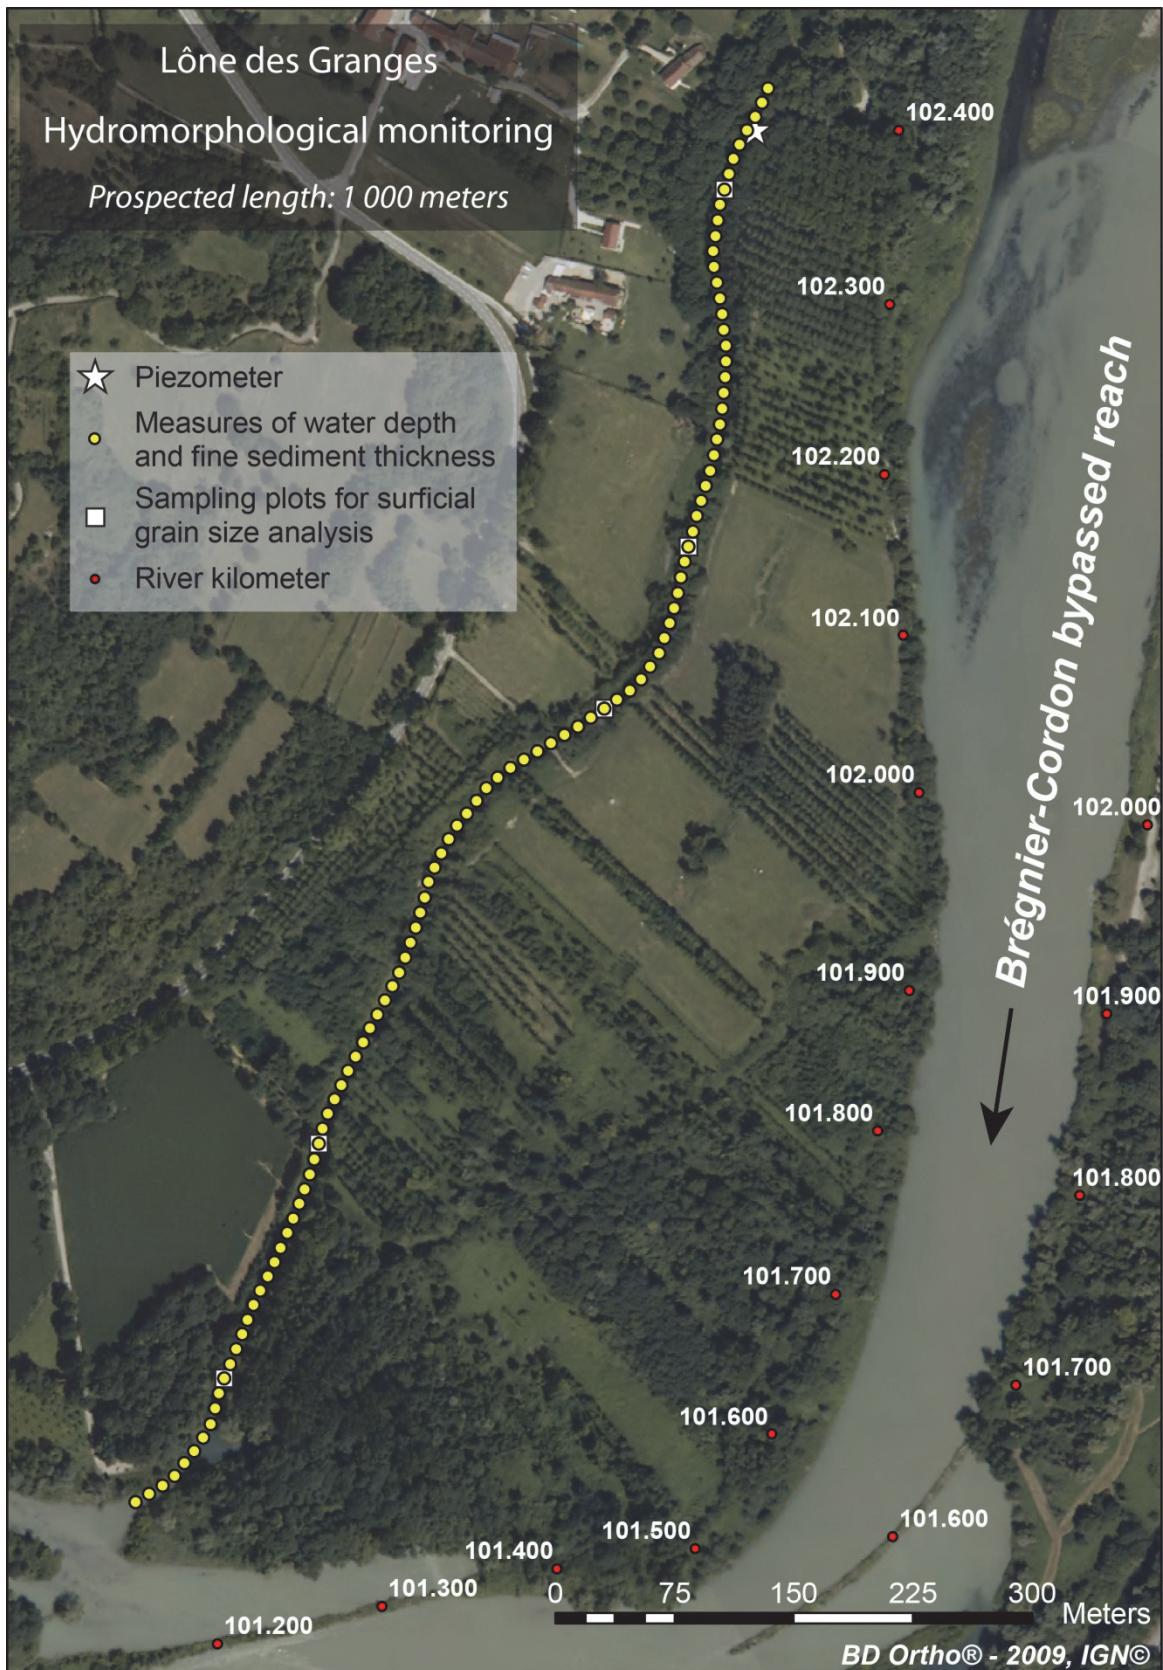 Lône des Granges
Hydromorphological monitoring
Prospected length: 1 000 meters
102.400
102.300
Piezometer
Measures of water depth
and fine sediment thickness
Sampling plots for surficial
grain size analysis
River kilometer
102.200
102.100
Brégnier-Cordon bypassed reach
102.000
102.000
101.900
101.900
101.800
101.800
101.700
101.700
101.600
101.600
101.500
101.400
101.300
101.200
0 75 150 225 300
Meters
BD Ortho® - 2009, IGN©